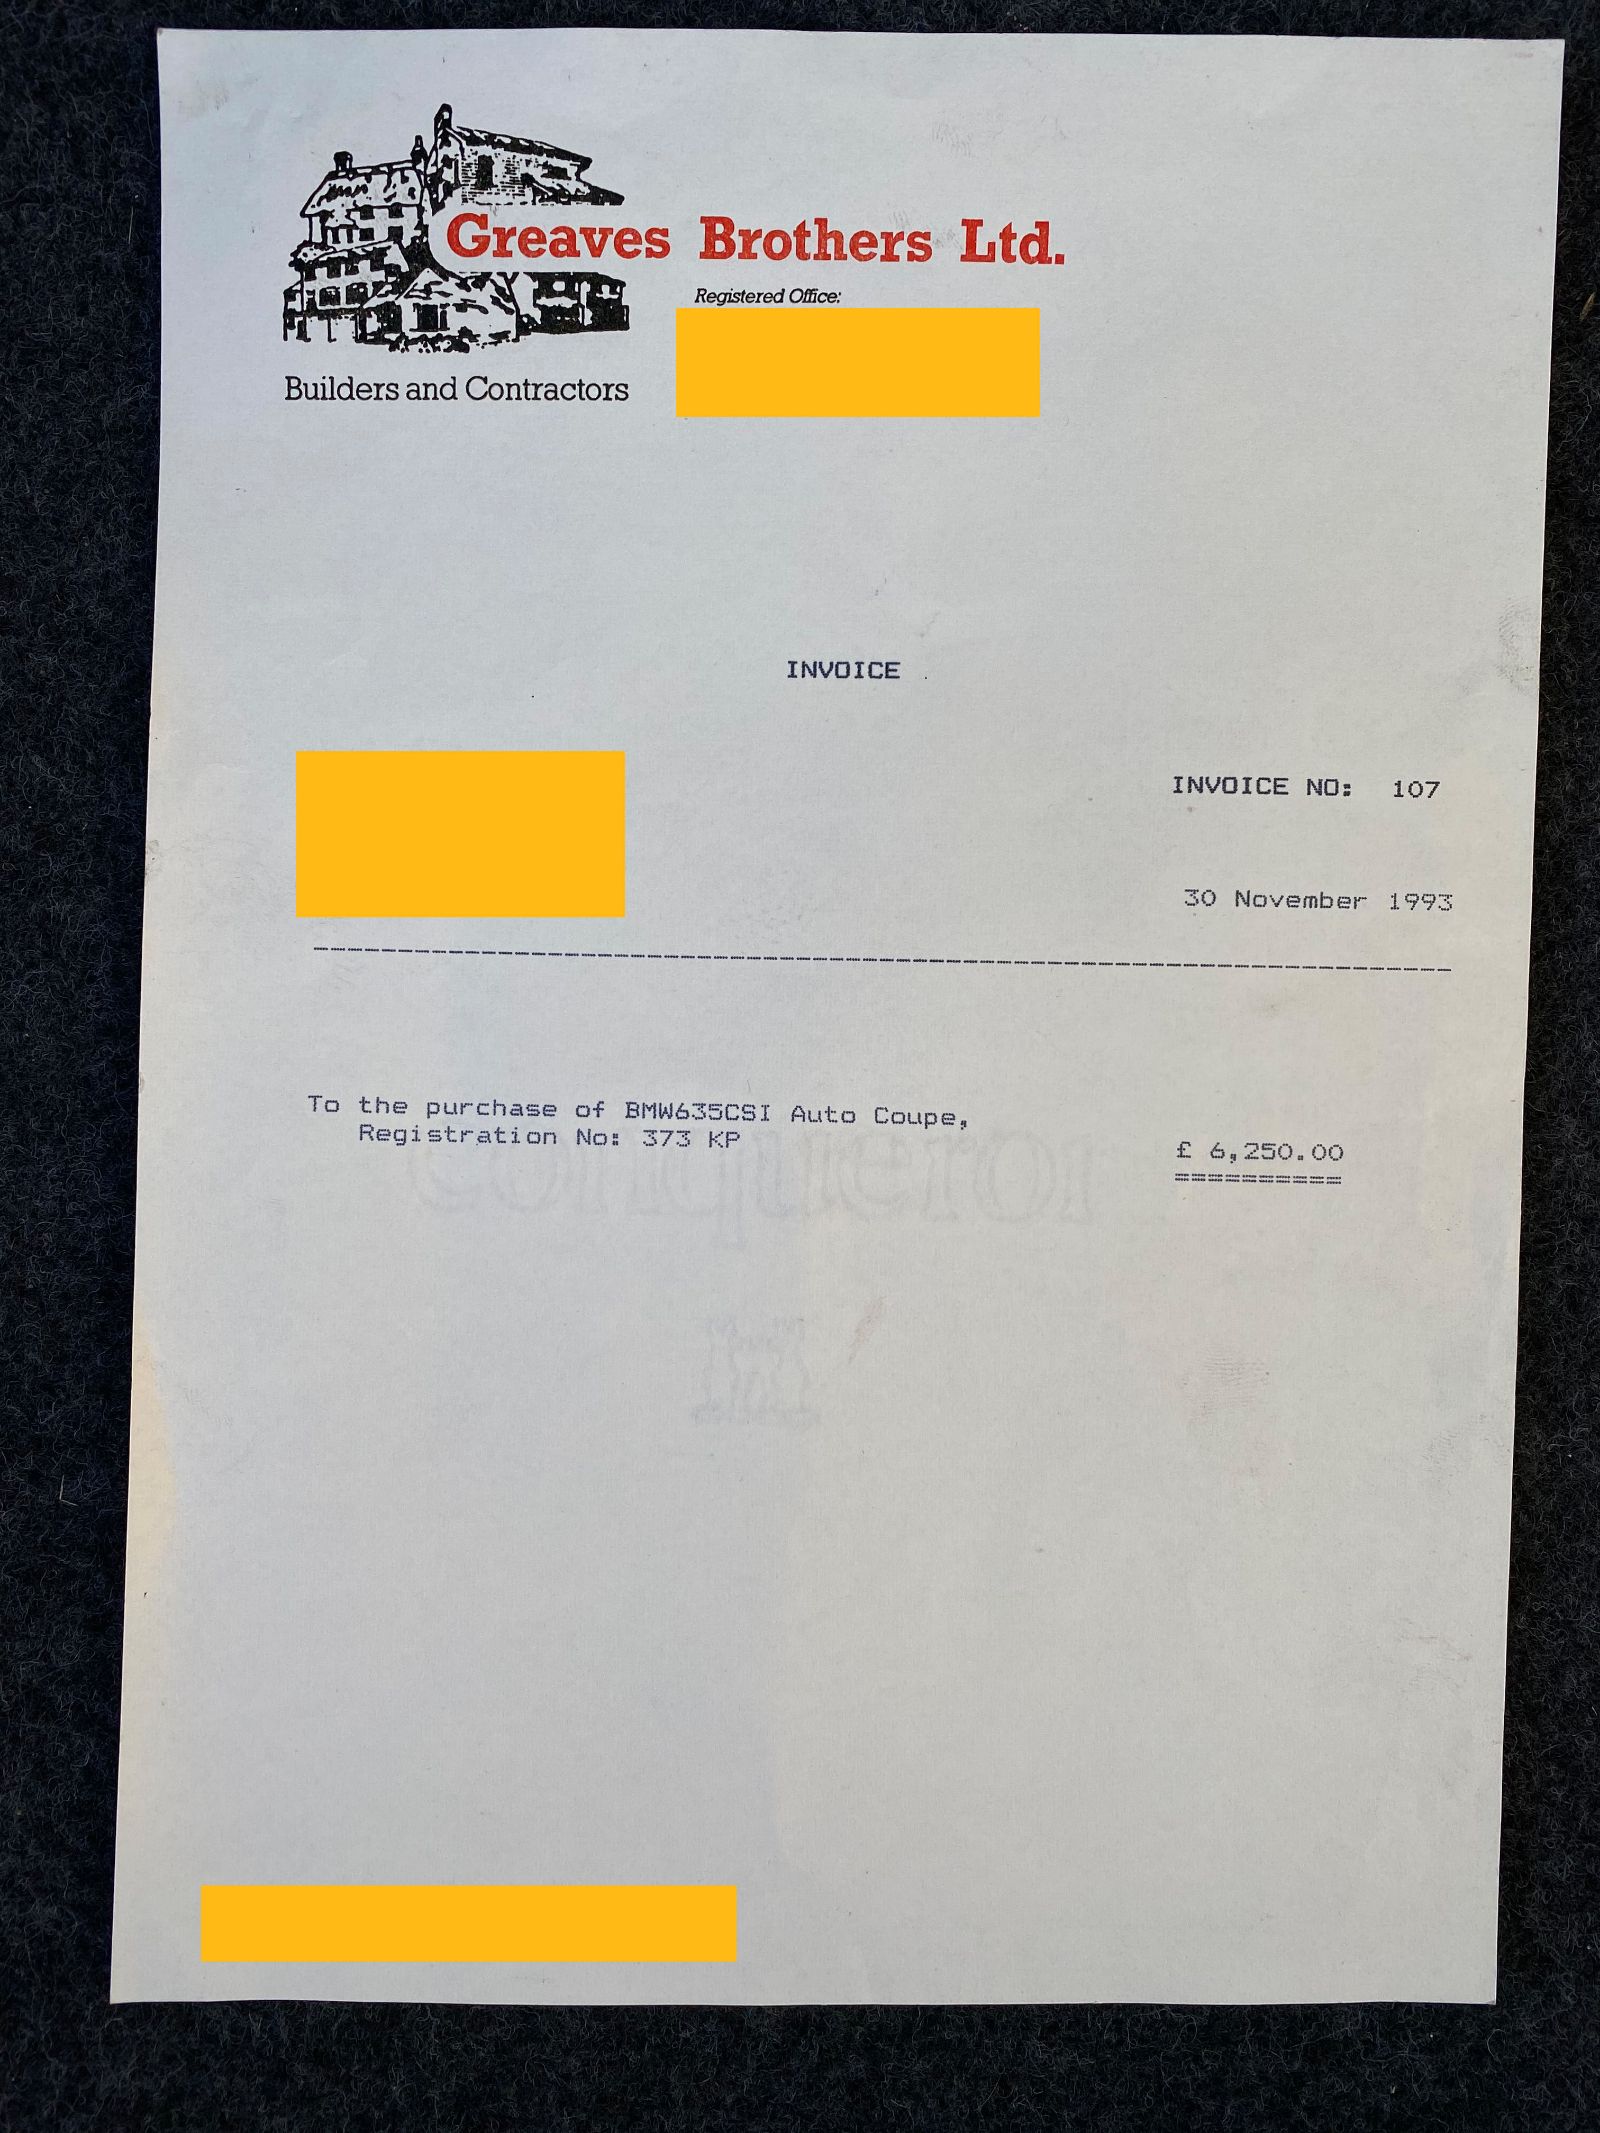 Greaves Brothers Ltd.
Registered Office:
Builders and Contractors
INVOICE
INVOICE NO: 107
30 November 1993
To the purchase of BMW635CSI Auto Coupe,
Registration No: 373 KP
£ 6,250.00